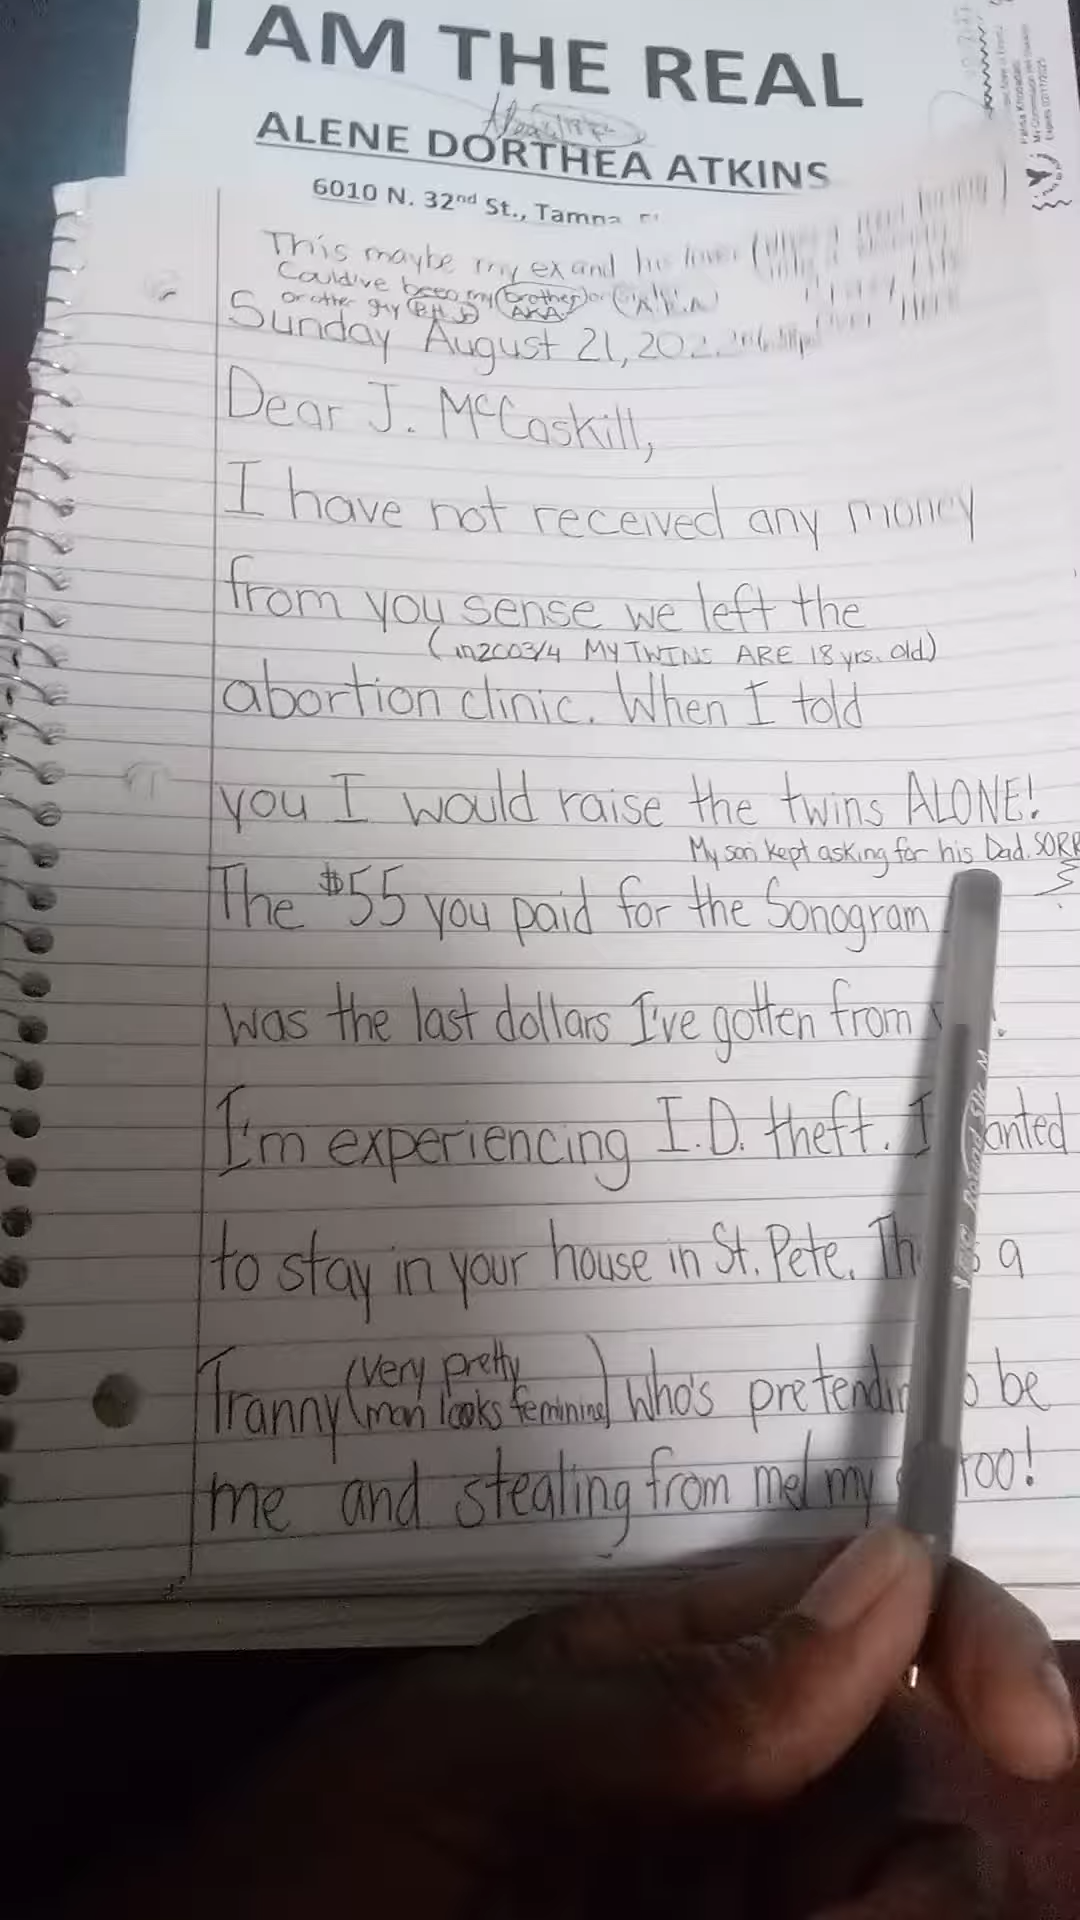 I AM THE REAL
ALENE DORTHEA ATKINS
6010 N. 32nd St., Tampa
This maybe my ex and his lover
Could've been my brother or
or other guy AKA
Sunday August 21, 202
Dear J. McCaskill,
I have not received any money
from you sense we left the
(in 2003/4 MY TWINS ARE 18 yrs. old)
abortion clinic. When I told
you I would raise the twins ALONE!
My son kept asking for his Dad. SORR
The $55 you paid for the Sonogram
was the last dollars I've gotten from
I'm experiencing I.D. theft. I anted
to stay in your house in St. Pete. Th s a
Tranny (very pretty
man looks feminine) who's pretendin o be
me and stealing from me/my too!